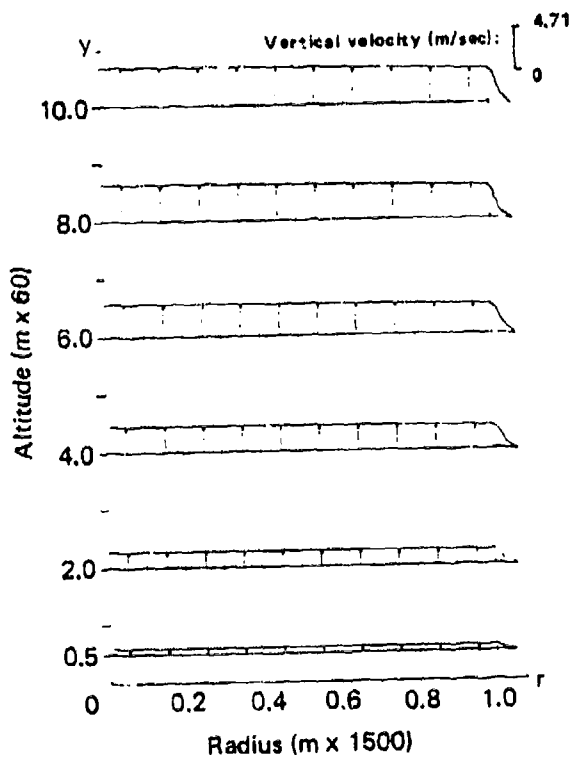 4.71
Vertical velocity (m/sec):
0
y
10.0
8.0
6.0
4.0
2.0
0.5
Altitude (m x 60)
0 0.2 0.4 0.6 0.8 1.0 r
Radius (m x 1500)